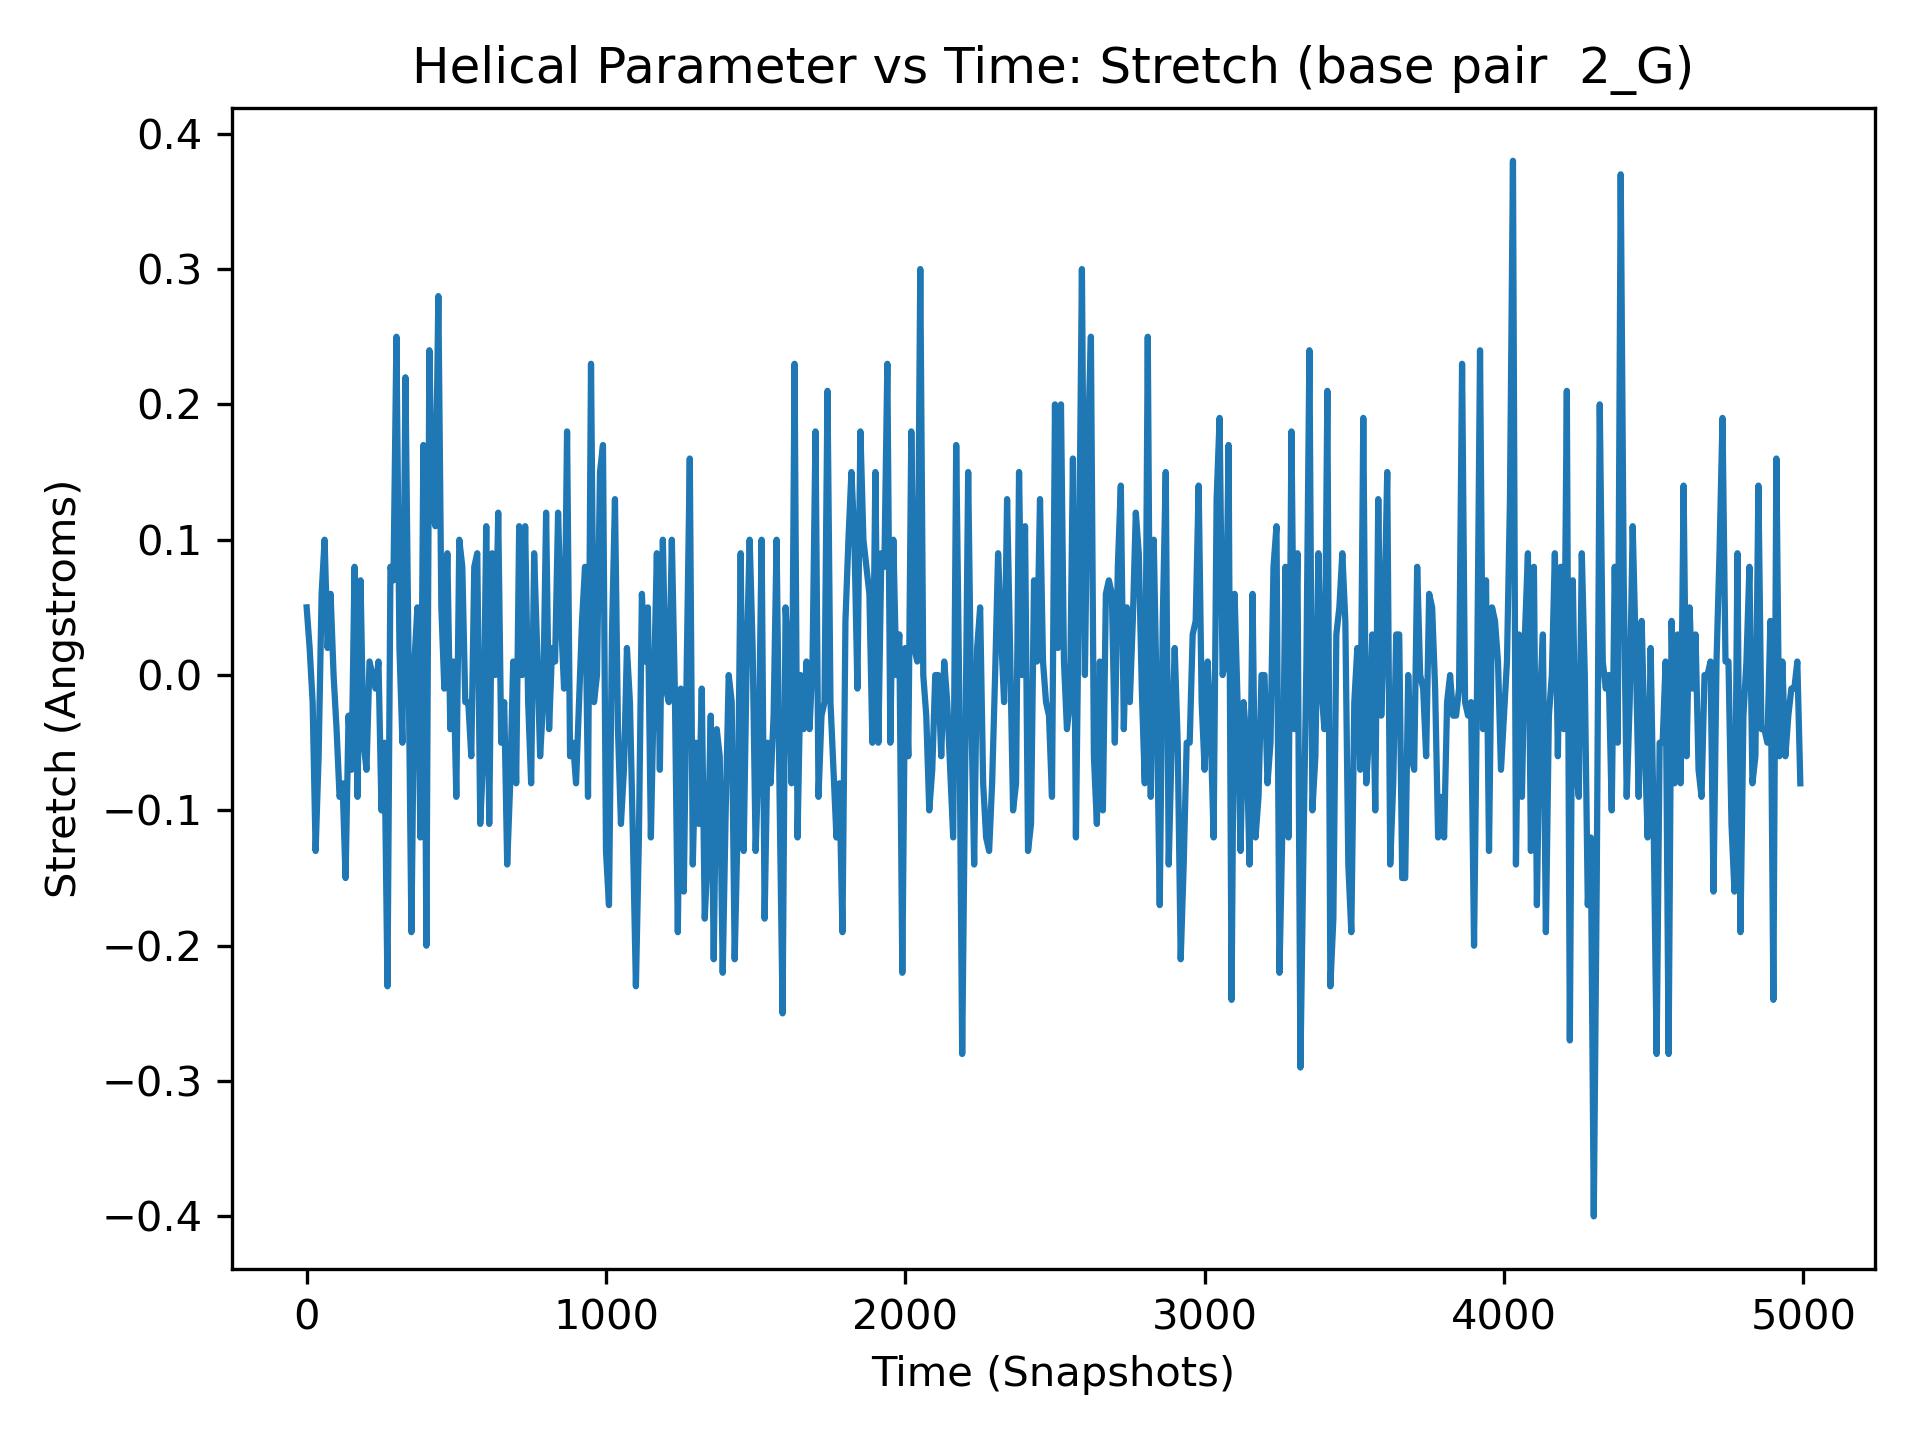 Helical Parameter vs Time: Stretch (base pair  2_G)
0.4
0.3
0.2
0.1
0.0
−0.1
−0.2
−0.3
−0.4
Stretch (Angstroms)
0 1000 2000 3000 4000 5000
Time (Snapshots)